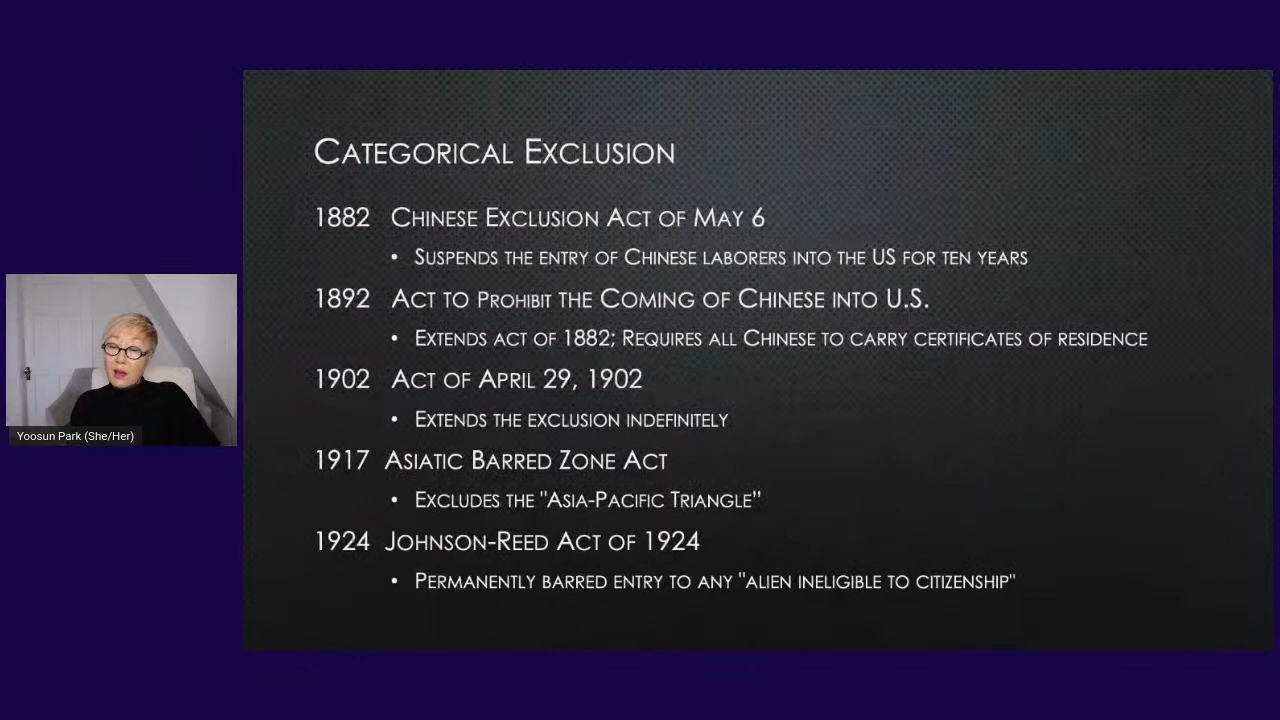 Categorical Exclusion
1882 Chinese Exclusion Act of May 6
• Suspends the entry of Chinese laborers into the US for ten years
1892 Act to Prohibit the Coming of Chinese into U.S.
• Extends act of 1882; Requires all Chinese to carry certificates of residence
1902 Act of April 29, 1902
• Extends the exclusion indefinitely
1917 Asiatic Barred Zone Act
• Excludes the "Asia-Pacific Triangle”
1924 Johnson-Reed Act of 1924
• Permanently barred entry to any "alien ineligible to citizenship"
Yoosun Park (She/Her)